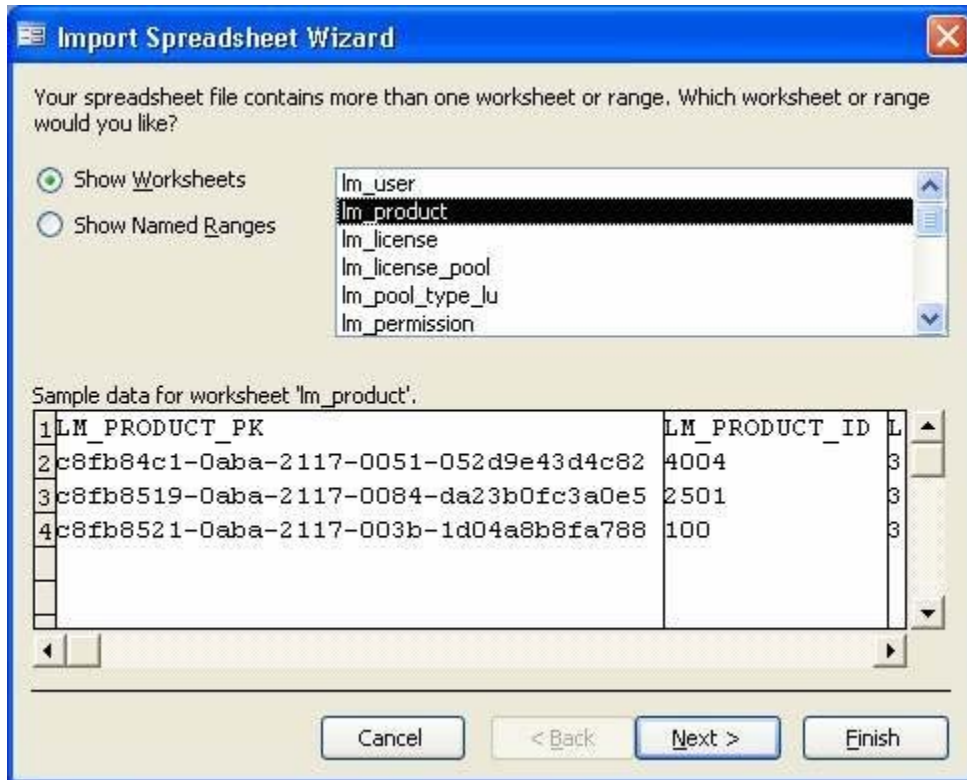 Import Spreadsheet Wizard
Your spreadsheet file contains more than one worksheet or range. Which worksheet or range
would you like?
Show Worksheets
Show Named Ranges
lm_user
lm_product
lm_license
lm_license_pool
lm_pool_type_lu
lm_permission
Sample data for worksheet 'lm_product'.
1 LM_PRODUCT_PK LM_PRODUCT_ID L
2 c8fb84c1-0aba-2117-0051-052d9e43d4c82 4004 3
3 c8fb8519-0aba-2117-0084-da23b0fc3a0e5 2501 3
4 c8fb8521-0aba-2117-003b-1d04a8b8fa788 100 3
Cancel < Back Next > Finish